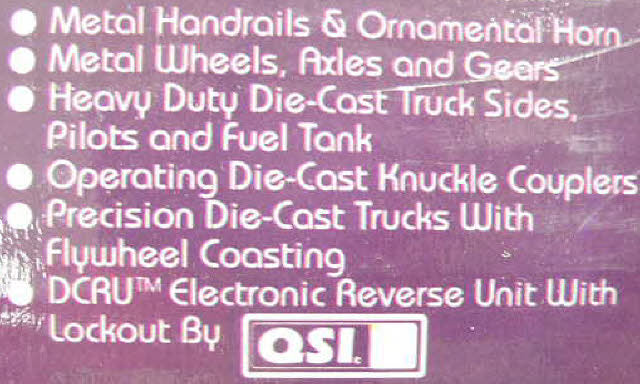 ● Metal Handrails & Ornamental Horn
● Metal Wheels, Axles and Gears
● Heavy Duty Die-Cast Truck Sides,
Pilots and Fuel Tank
● Operating Die-Cast Knuckle Couplers
● Precision Die-Cast Trucks With
Flywheel Coasting
● DCRU™ Electronic Reverse Unit With
Lockout By QSI